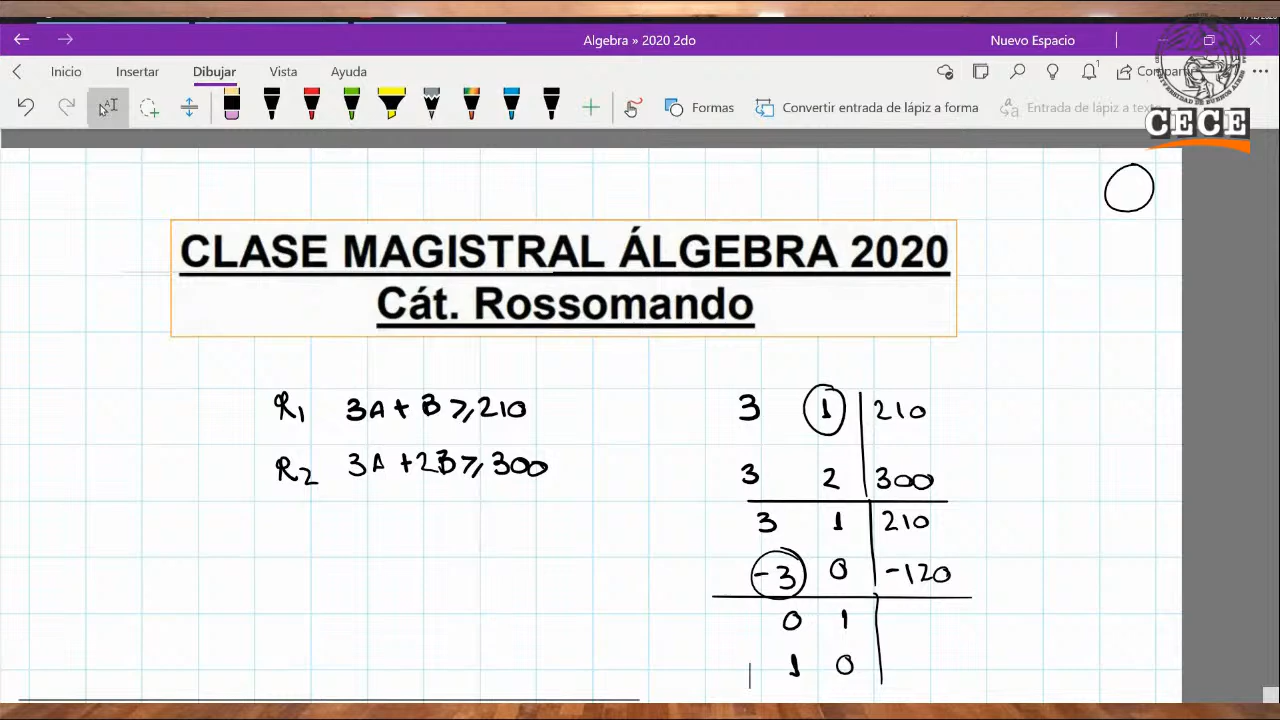 Algebra » 2020 2do
Nuevo Espacio
Inicio
Insertar
Dibujar
Vista
Ayuda
Formas
Convertir entrada de lápiz a forma
Entrada de lápiz a
CECE
CLASE MAGISTRAL ÁLGEBRA 2020
Cát. Rossomando
R1 3A + B ≥ 210
R2 3A + 2B ≥ 300
3 1 | 210
3 2 | 300
3 1 | 210
-3 0 | -120
0 1
1 0